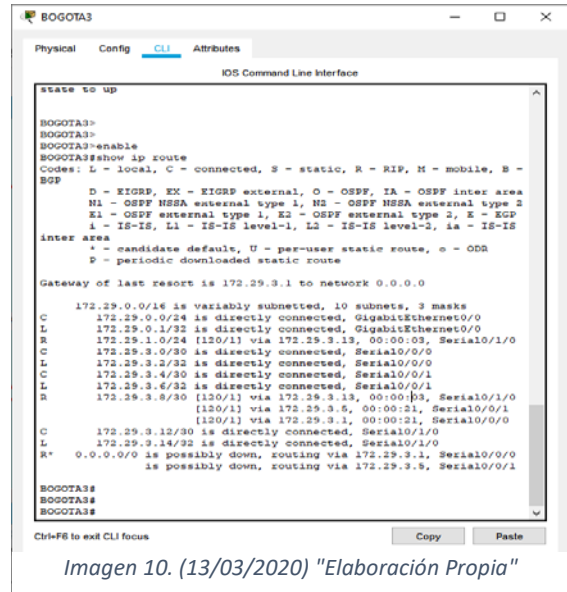 BOGOTA3
Physical Config CLI Attributes
IOS Command Line Interface
state to up
BOGOTA3>
BOGOTA3>
BOGOTA3>enable
BOGOTA3#show ip route
Codes: L - local, C - connected, S - static, R - RIP, M - mobile, B -
BGP
D - EIGRP, EX - EIGRP external, O - OSPF, IA - OSPF inter area
N1 - OSPF NSSA external type 1, N2 - OSPF NSSA external type 2
E1 - OSPF external type 1, E2 - OSPF external type 2, E - EGP
i - IS-IS, L1 - IS-IS level-1, L2 - IS-IS level-2, ia - IS-IS
inter area
* - candidate default, U - per-user static route, o - ODR
P - periodic downloaded static route
Gateway of last resort is 172.29.3.1 to network 0.0.0.0
172.29.0.0/16 is variably subnetted, 10 subnets, 3 masks
C 172.29.0.0/24 is directly connected, GigabitEthernet0/0
L 172.29.0.1/32 is directly connected, GigabitEthernet0/0
R 172.29.1.0/24 [120/1] via 172.29.3.13, 00:00:03, Serial0/1/0
C 172.29.3.0/30 is directly connected, Serial0/0/0
L 172.29.3.2/32 is directly connected, Serial0/0/0
C 172.29.3.4/30 is directly connected, Serial0/0/1
L 172.29.3.6/32 is directly connected, Serial0/0/1
R 172.29.3.8/30 [120/1] via 172.29.3.13, 00:00:03, Serial0/1/0
[120/1] via 172.29.3.5, 00:00:21, Serial0/0/1
[120/1] via 172.29.3.1, 00:00:21, Serial0/0/0
C 172.29.3.12/30 is directly connected, Serial0/1/0
L 172.29.3.14/32 is directly connected, Serial0/1/0
R* 0.0.0.0/0 is possibly down, routing via 172.29.3.1, Serial0/0/0
is possibly down, routing via 172.29.3.5, Serial0/0/1
BOGOTA3#
BOGOTA3#
BOGOTA3#
Ctrl+F6 to exit CLI focus
Copy Paste
Imagen 10. (13/03/2020) "Elaboración Propia"